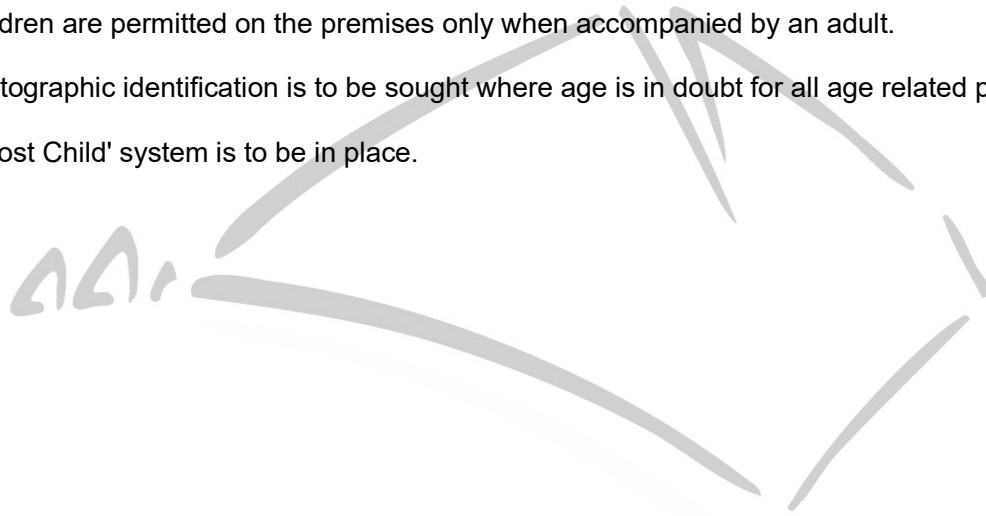 dren are permitted on the premises only when accompanied by an adult.
tographic identification is to be sought where age is in doubt for all age related p
ost Child' system is to be in place.